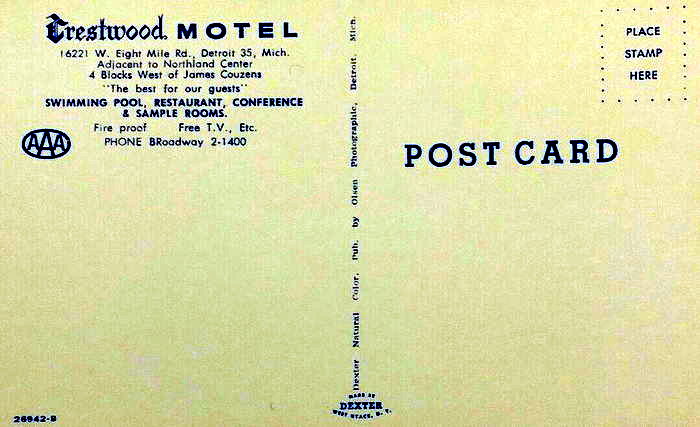 Crestwood MOTEL
16221 W. Eight Mile Rd., Detroit 35, Mich.
Adjacent to Northland Center
4 Blocks West of James Couzens
"The best for our guests"
SWIMMING POOL, RESTAURANT, CONFERENCE
& SAMPLE ROOMS.
Fire proof Free T.V., Etc.
PHONE BRoadway 2-1400
AAA
26942-B
Dexter Natural Color, Pub. by Olsen Photographic, Detroit, Mich.
MADE BY
DEXTER
WEST NYACK, N. Y.
PLACE
STAMP
HERE
POST CARD